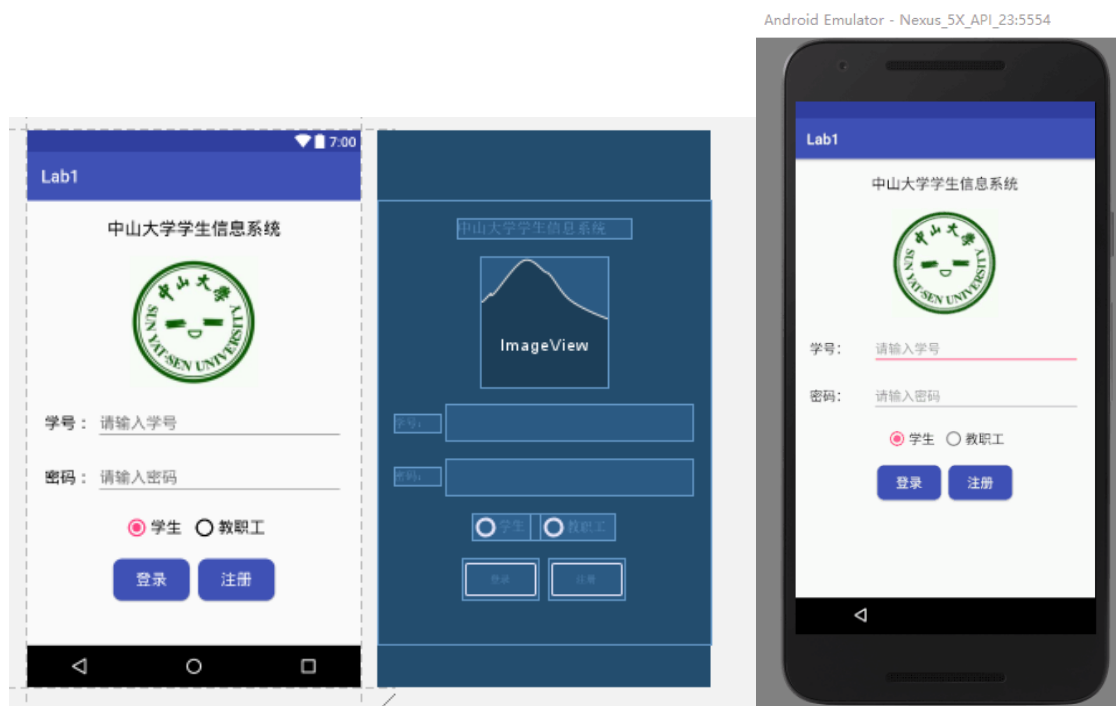 Android Emulator - Nexus_5X_API_23:5554
7:00
Lab1
中山大学学生信息系统
中山大学
SUN YAT-SEN UNIVERSITY
学号： 请输入学号
密码： 请输入密码
学生 教职工
登录 注册
中山大学学生信息系统
ImageView
学号：
密码：
学生 教职工
登录 注册
Lab1
中山大学学生信息系统
中山大学
SUN YAT-SEN UNIVERSITY
学号： 请输入学号
密码： 请输入密码
学生 教职工
登录 注册